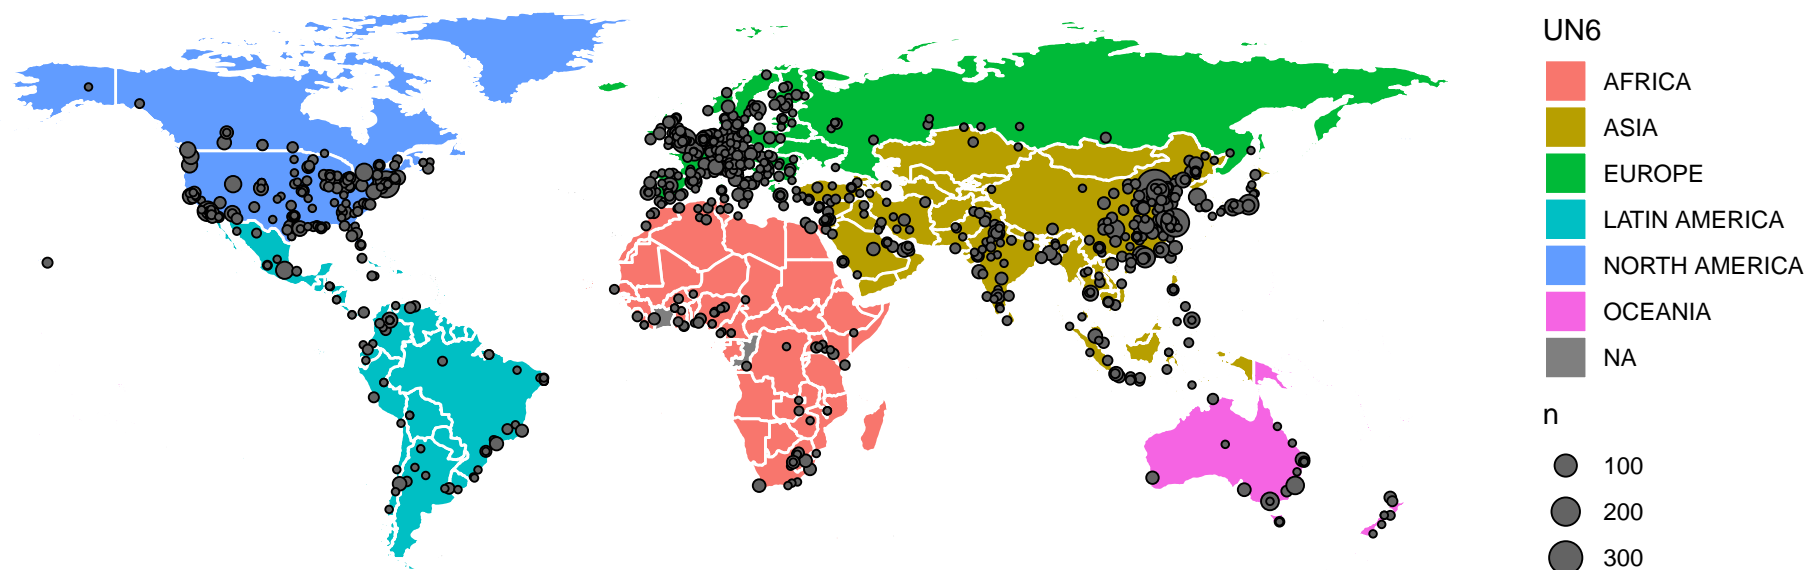 UN6
AFRICA
ASIA
EUROPE
LATIN AMERICA
NORTH AMERICA
OCEANIA
NA
n
100
200
300